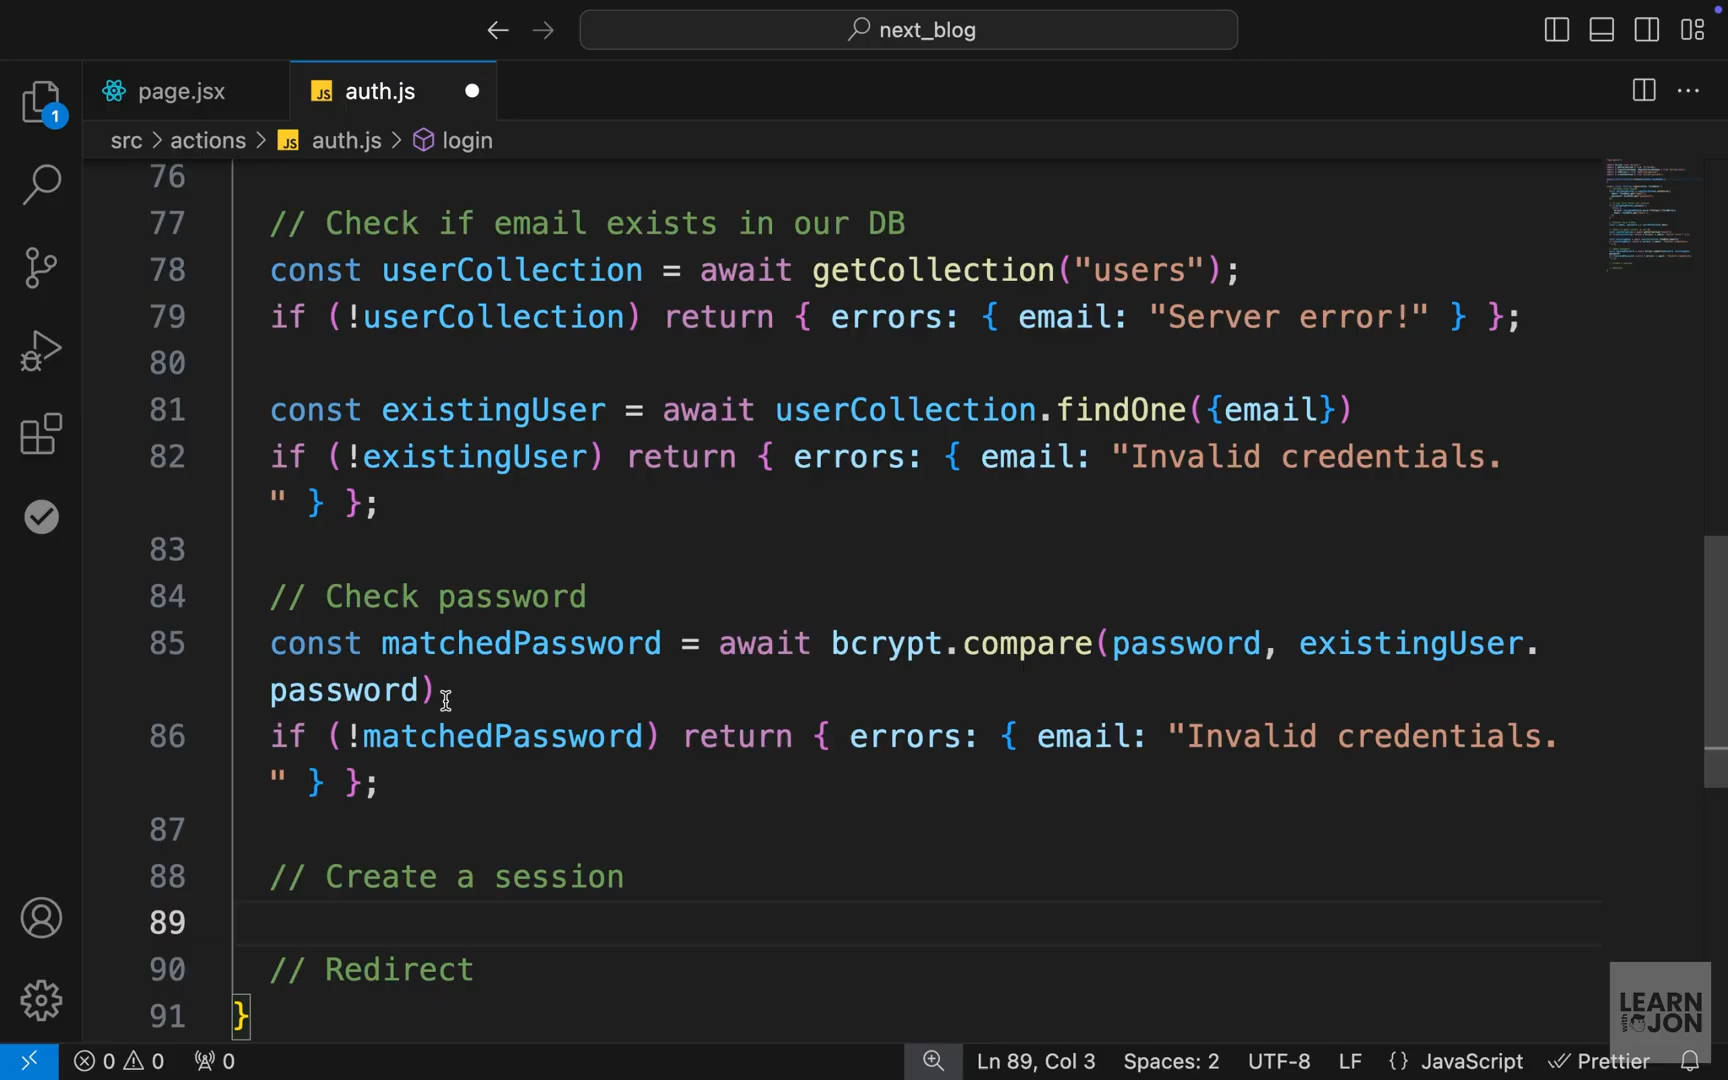 next_blog
page.jsx
JS auth.js
1
src > actions > JS auth.js > login
76
77 // Check if email exists in our DB
78 const userCollection = await getCollection("users");
79 if (!userCollection) return { errors: { email: "Server error!" } };
80
81 const existingUser = await userCollection.findOne({email})
82 if (!existingUser) return { errors: { email: "Invalid credentials.
" } };
83
84 // Check password
85 const matchedPassword = await bcrypt.compare(password, existingUser.
password)
86 if (!matchedPassword) return { errors: { email: "Invalid credentials.
" } };
87
88 // Create a session
89
90 // Redirect
91 }
LEARN
with JON
0 0 0 Ln 89, Col 3 Spaces: 2 UTF-8 LF {} JavaScript Prettier